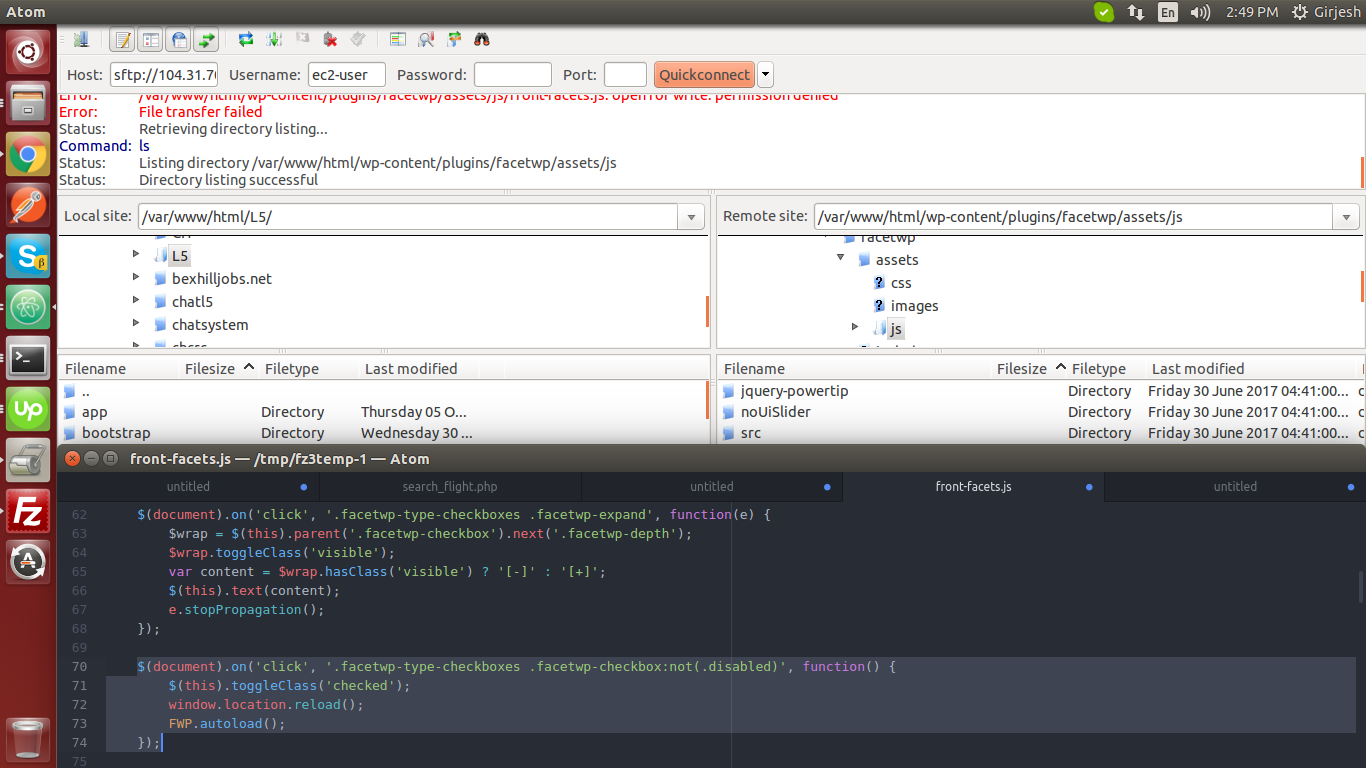 Atom
En
2:49 PM
Girjesh
Host: sftp://104.31.70 Username: ec2-user Password: Port: Quickconnect
Error: /var/www/html/wp-content/plugins/facetwp/assets/js/front-facets.js: open for write: permission denied
Error: File transfer failed
Status: Retrieving directory listing...
Command: ls
Status: Listing directory /var/www/html/wp-content/plugins/facetwp/assets/js
Status: Directory listing successful
Local site: /var/www/html/L5/
L5
bexhilljobs.net
chatl5
chatsystem
Remote site: /var/www/html/wp-content/plugins/facetwp/assets/js
facetwp
assets
css
images
js
Filename Filesize Filetype Last modified
..
app Directory Thursday 05 O...
bootstrap Directory Wednesday 30 ...
Filename Filesize Filetype Last modified
jquery-powertip Directory Friday 30 June 2017 04:41:00...
noUiSlider Directory Friday 30 June 2017 04:41:00...
src Directory Friday 30 June 2017 04:41:00...
front-facets.js — /tmp/fz3temp-1 — Atom
untitled search_flight.php untitled front-facets.js untitled
62 $(document).on('click', '.facetwp-type-checkboxes .facetwp-expand', function(e) {
63 $wrap = $(this).parent('.facetwp-checkbox').next('.facetwp-depth');
64 $wrap.toggleClass('visible');
65 var content = $wrap.hasClass('visible') ? '[-]' : '[+]';
66 $(this).text(content);
67 e.stopPropagation();
68 });
69
70 $(document).on('click', '.facetwp-type-checkboxes .facetwp-checkbox:not(.disabled)', function() {
71 $(this).toggleClass('checked');
72 window.location.reload();
73 FWP.autoload();
74 });
75